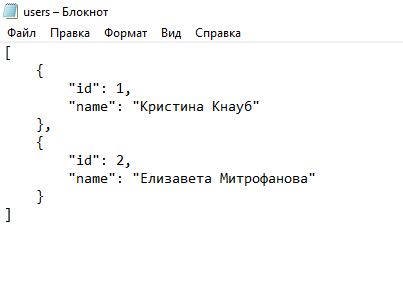 users – Блокнот
Файл Правка Формат Вид Справка
[
    {
        "id": 1,
        "name": "Кристина Кнауб"
    },
    {
        "id": 2,
        "name": "Елизавета Митрофанова"
    }
]